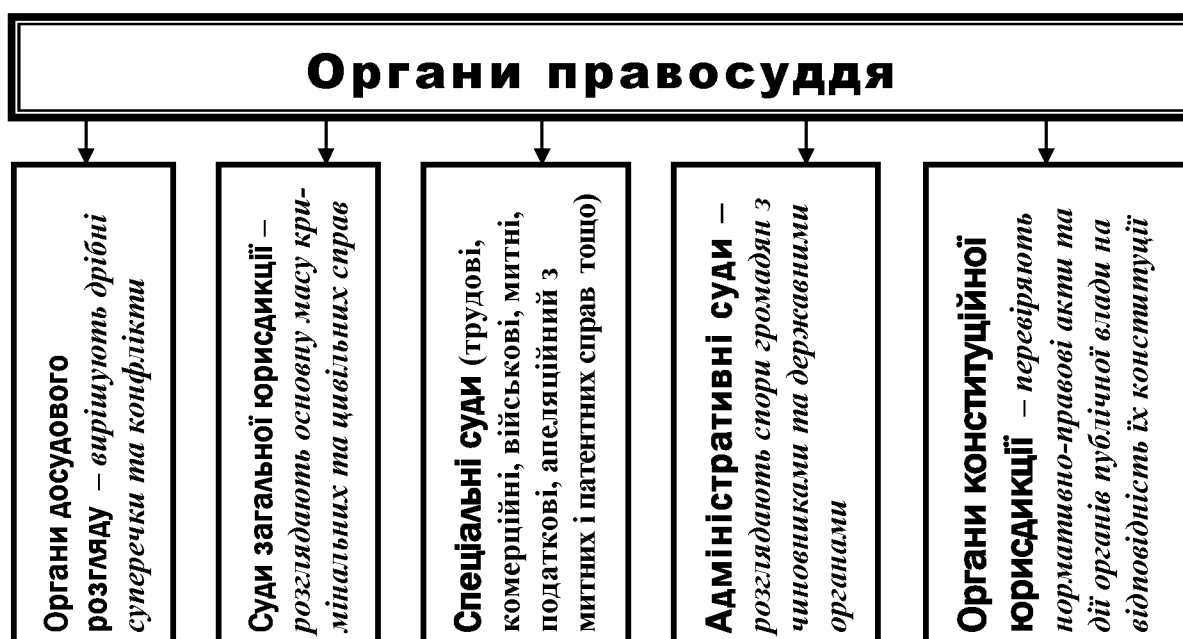 Органи правосуддя
Органи досудового
розгляду – вирішують дрібні
суперечки та конфлікти
Суди загальної юрисдикції –
розглядають основну масу кри-
мінальних та цивільних справ
Спеціальні суди (трудові,
комерційні, військові, митні,
податкові, апеляційний з
митних і патентних справ тощо)
Адміністративні суди –
розглядають спори громадян з
чиновниками та державними
органами
Органи конституційної
юрисдикції – перевіряють
нормативно-правові акти та
дії органів публічної влади на
відповідність їх конституції